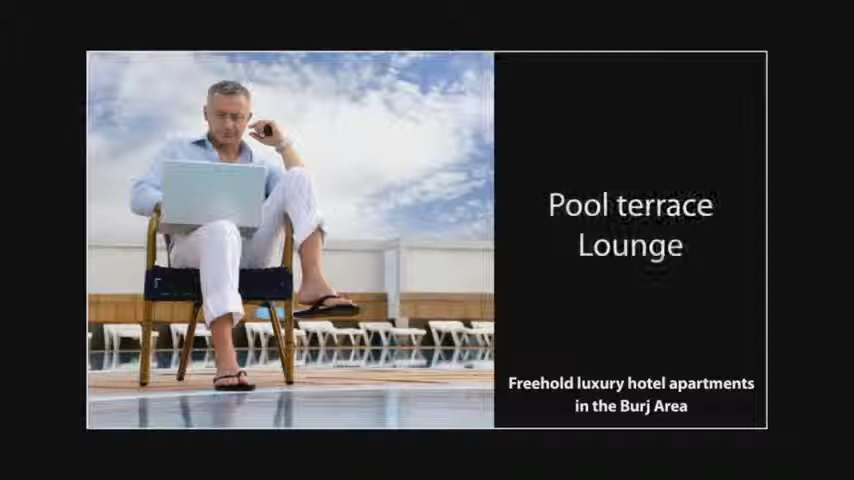 Pool terrace
Lounge
Freehold luxury hotel apartments
in the Burj Area